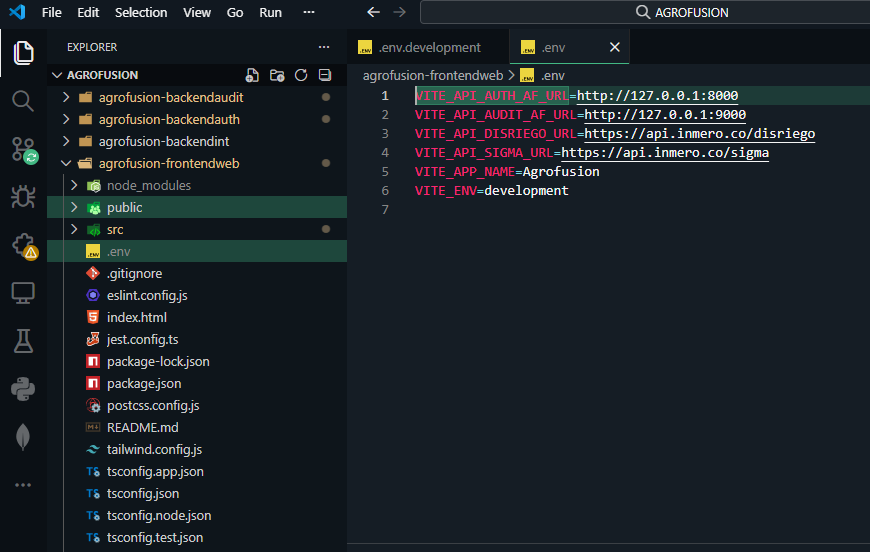 File Edit Selection View Go Run ··· AGROFUSION
EXPLORER ···
AGROFUSION
agrofusion-backendaudit
agrofusion-backendauth
agrofusion-backendint
agrofusion-frontendweb
node_modules
public
src
.env
.gitignore
eslint.config.js
index.html
jest.config.ts
package-lock.json
package.json
postcss.config.js
README.md
tailwind.config.js
tsconfig.app.json
tsconfig.json
tsconfig.node.json
tsconfig.test.json
.env.development .env
agrofusion-frontendweb > .env
1 VITE_API_AUTH_AF_URL=http://127.0.0.1:8000
2 VITE_API_AUDIT_AF_URL=http://127.0.0.1:9000
3 VITE_API_DISRIEGO_URL=https://api.inmero.co/disriego
4 VITE_API_SIGMA_URL=https://api.inmero.co/sigma
5 VITE_APP_NAME=Agrofusion
6 VITE_ENV=development
7